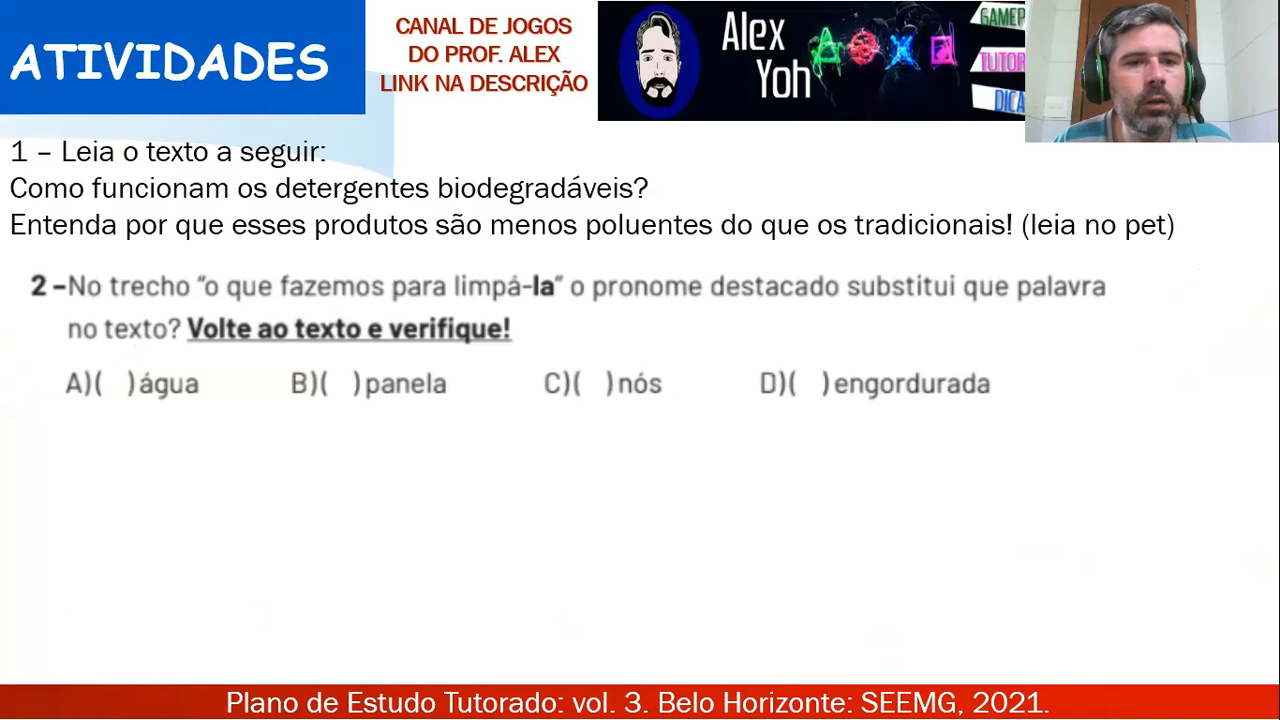 ATIVIDADES
CANAL DE JOGOS
DO PROF. ALEX
LINK NA DESCRIÇÃO
Alex
Yoh
GAMEP
TUTOR
DICA
1 – Leia o texto a seguir:
Como funcionam os detergentes biodegradáveis?
Entenda por que esses produtos são menos poluentes do que os tradicionais! (leia no pet)
2 – No trecho “o que fazemos para limpá-la” o pronome destacado substitui que palavra
no texto? Volte ao texto e verifique!
A)( ) água B)( ) panela C)( ) nós D)( ) engordurada
Plano de Estudo Tutorado: vol. 3. Belo Horizonte: SEEMG, 2021.